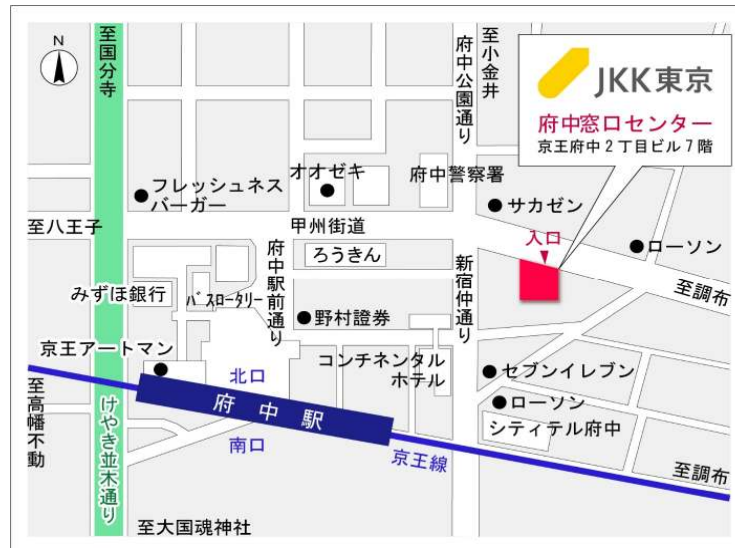 N
至国分寺
府中公園通り
至小金井
JKK東京
府中窓口センター
京王府中2丁目ビル7階
オオゼキ
府中警察署
フレッシュネス
バーガー
サカゼン
至八王子
甲州街道
入口
ローソン
ろうきん
府中駅前通り
新宿仲通り
みずほ銀行
バスロータリー
至調布
野村證券
京王アートマン
コンチネンタル
ホテル
セブンイレブン
北口
ローソン
シティテル府中
府中駅
至高幡不動
けやき並木通り
南口
京王線
至調布
至大国魂神社